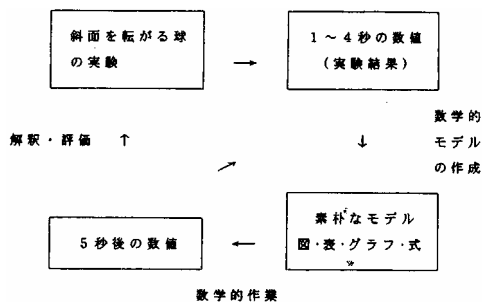 斜面を転がる球
の実験
→
1～4秒の数値
(実験結果)
数学的
モデル
の作成
解釈・評価 ↑
↓
→
5秒後の数値
←
素朴なモデル
図・表・グラフ・式
数学的作業